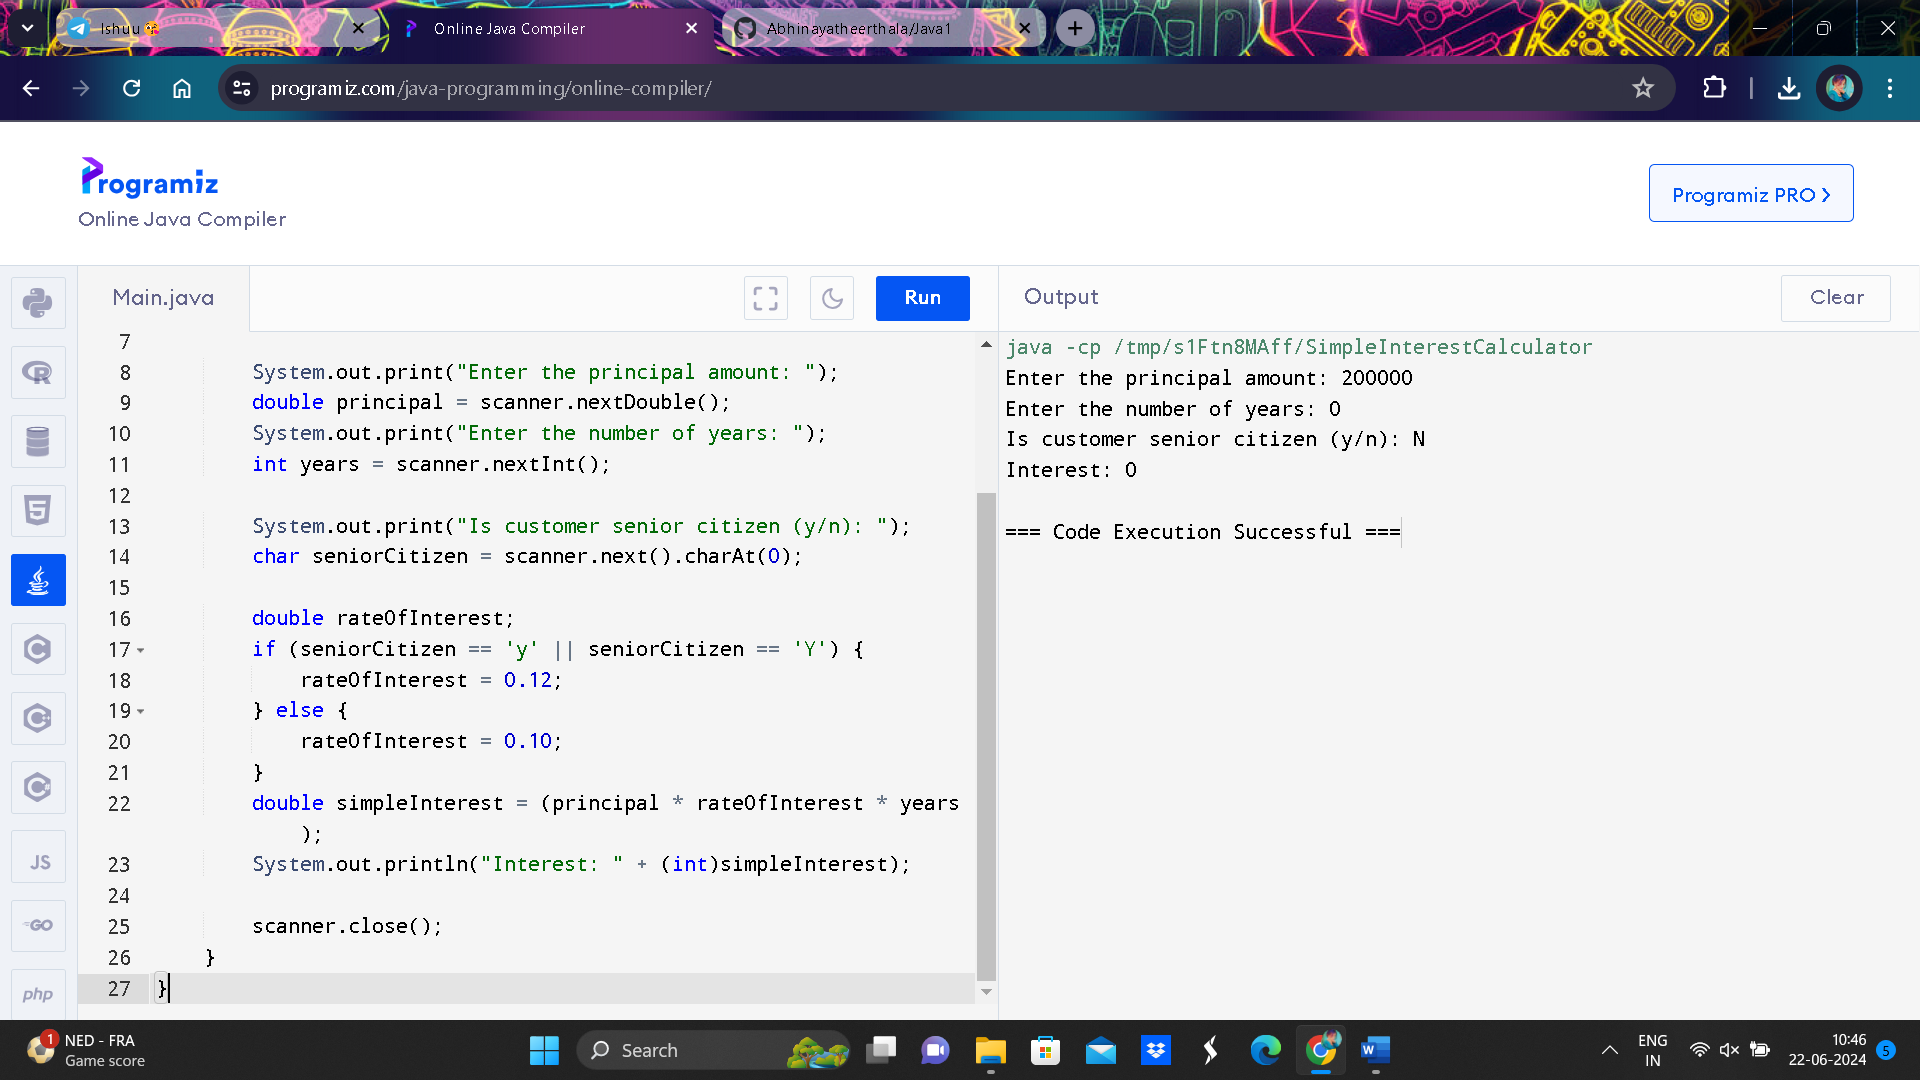 Ishuu 😘
Online Java Compiler
Abhinayatheerthala/Java1
programiz.com/java-programming/online-compiler/
Programiz
Online Java Compiler
Programiz PRO >
Main.java
Run
Output
Clear
7
8 System.out.print("Enter the principal amount: ");
9 double principal = scanner.nextDouble();
10 System.out.print("Enter the number of years: ");
11 int years = scanner.nextInt();
12
13 System.out.print("Is customer senior citizen (y/n): ");
14 char seniorCitizen = scanner.next().charAt(0);
15
16 double rateOfInterest;
17 if (seniorCitizen == 'y' || seniorCitizen == 'Y') {
18 rateOfInterest = 0.12;
19 } else {
20 rateOfInterest = 0.10;
21 }
22 double simpleInterest = (principal * rateOfInterest * years
);
23 System.out.println("Interest: " + (int)simpleInterest);
24
25 scanner.close();
26 }
27 }
java -cp /tmp/s1Ftn8MAff/SimpleInterestCalculator
Enter the principal amount: 200000
Enter the number of years: 0
Is customer senior citizen (y/n): N
Interest: 0
=== Code Execution Successful ===
R
5
C
C
C
JS
GO
php
1
NED - FRA
Game score
Search
W
ENG
IN
10:46
22-06-2024
5